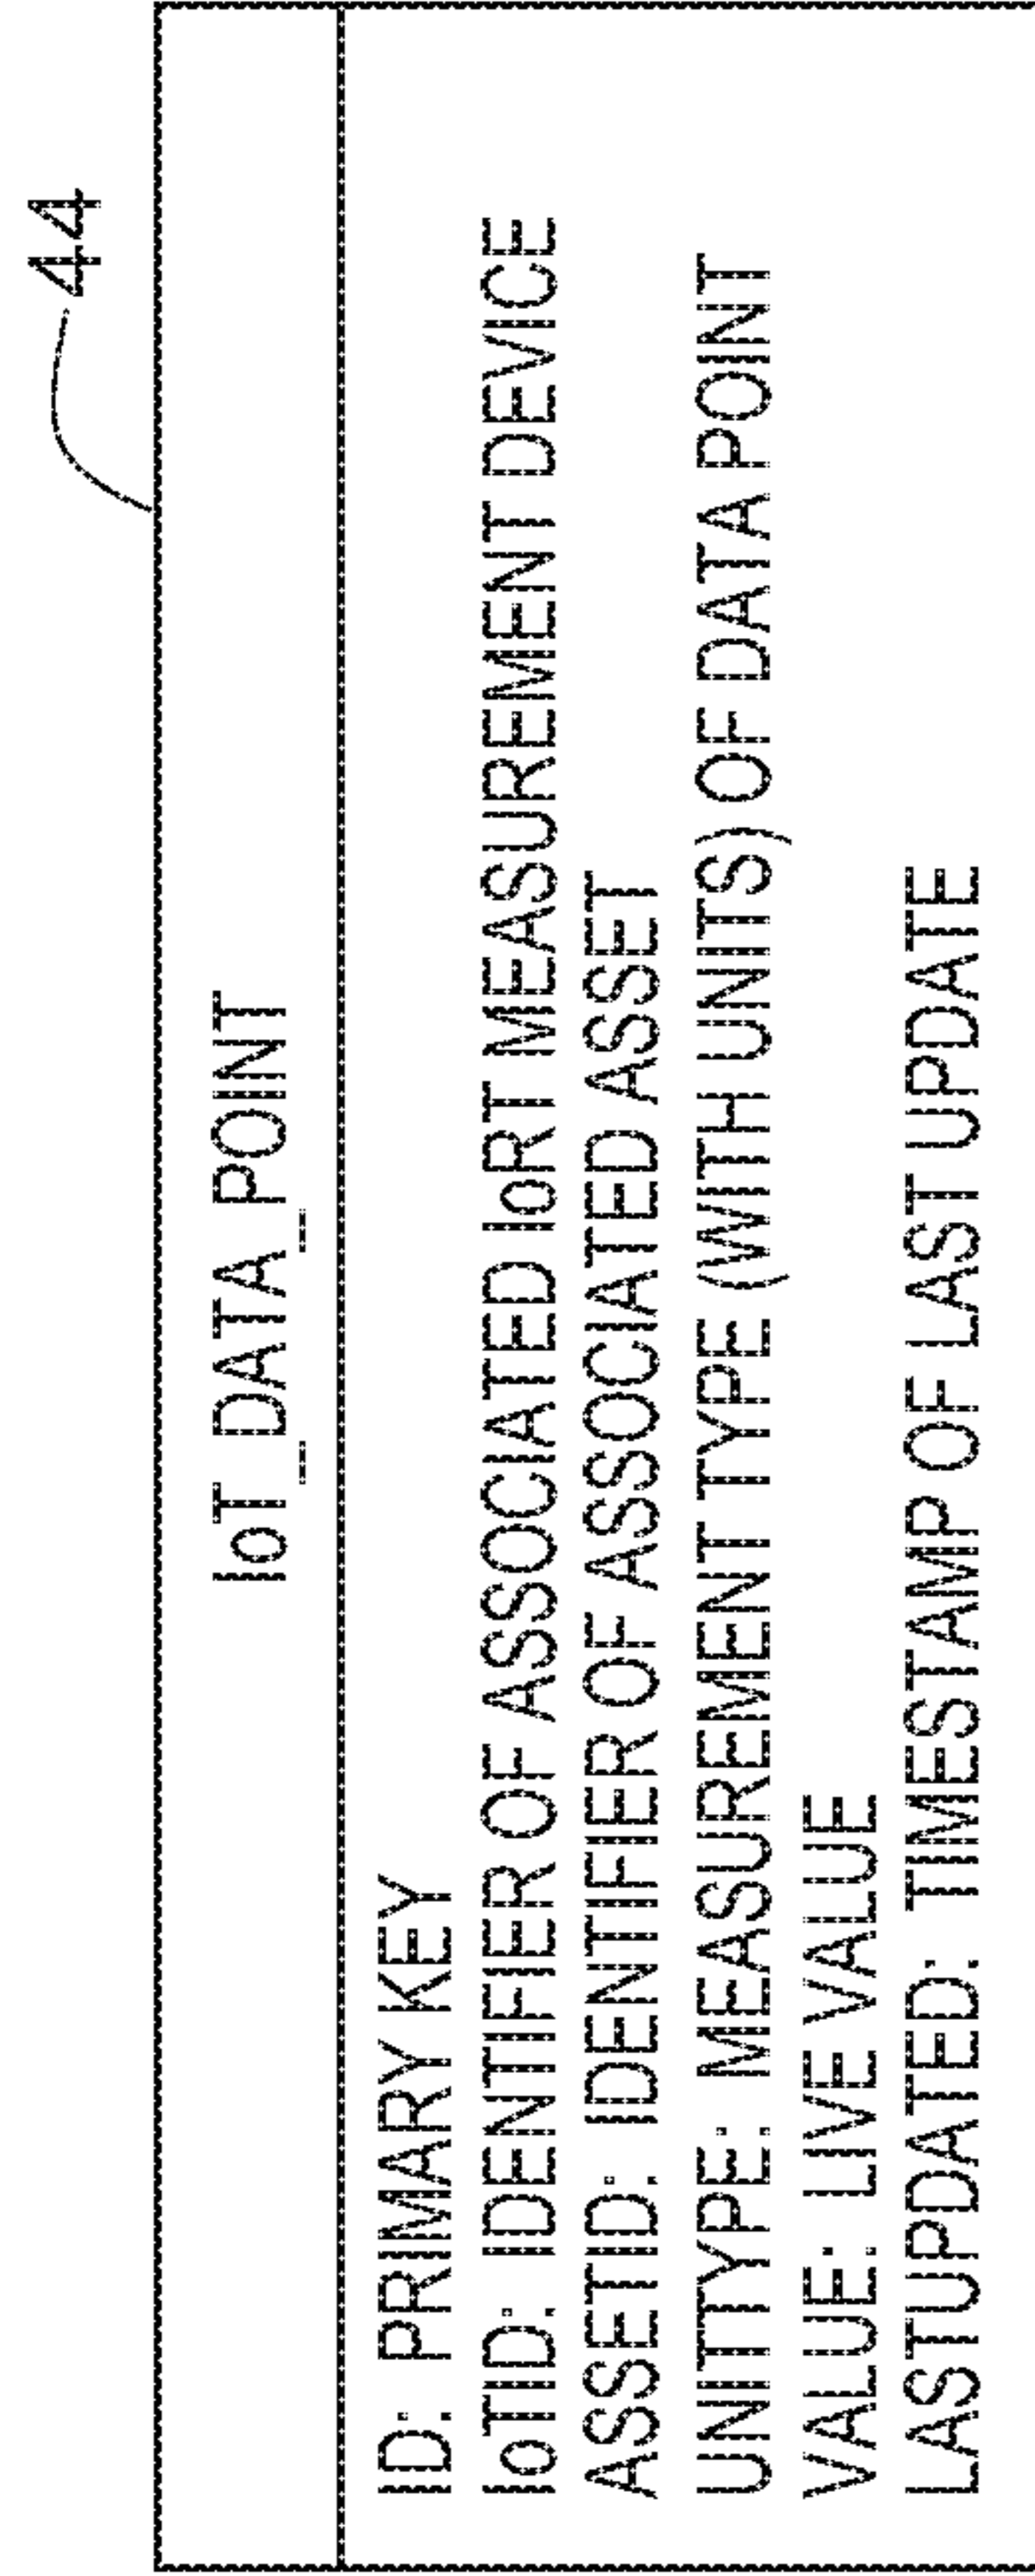 44
IoT_DATA_POINT
ID: PRIMARY KEY
IoTID: IDENTIFIER OF ASSOCIATED IoRT MEASUREMENT DEVICE
ASSETID: IDENTIFIER OF ASSOCIATED ASSET
UNITTYPE: MEASUREMENT TYPE (WITH UNITS) OF DATA POINT
VALUE: LIVE VALUE
LASTUPDATED: TIMESTAMP OF LAST UPDATE